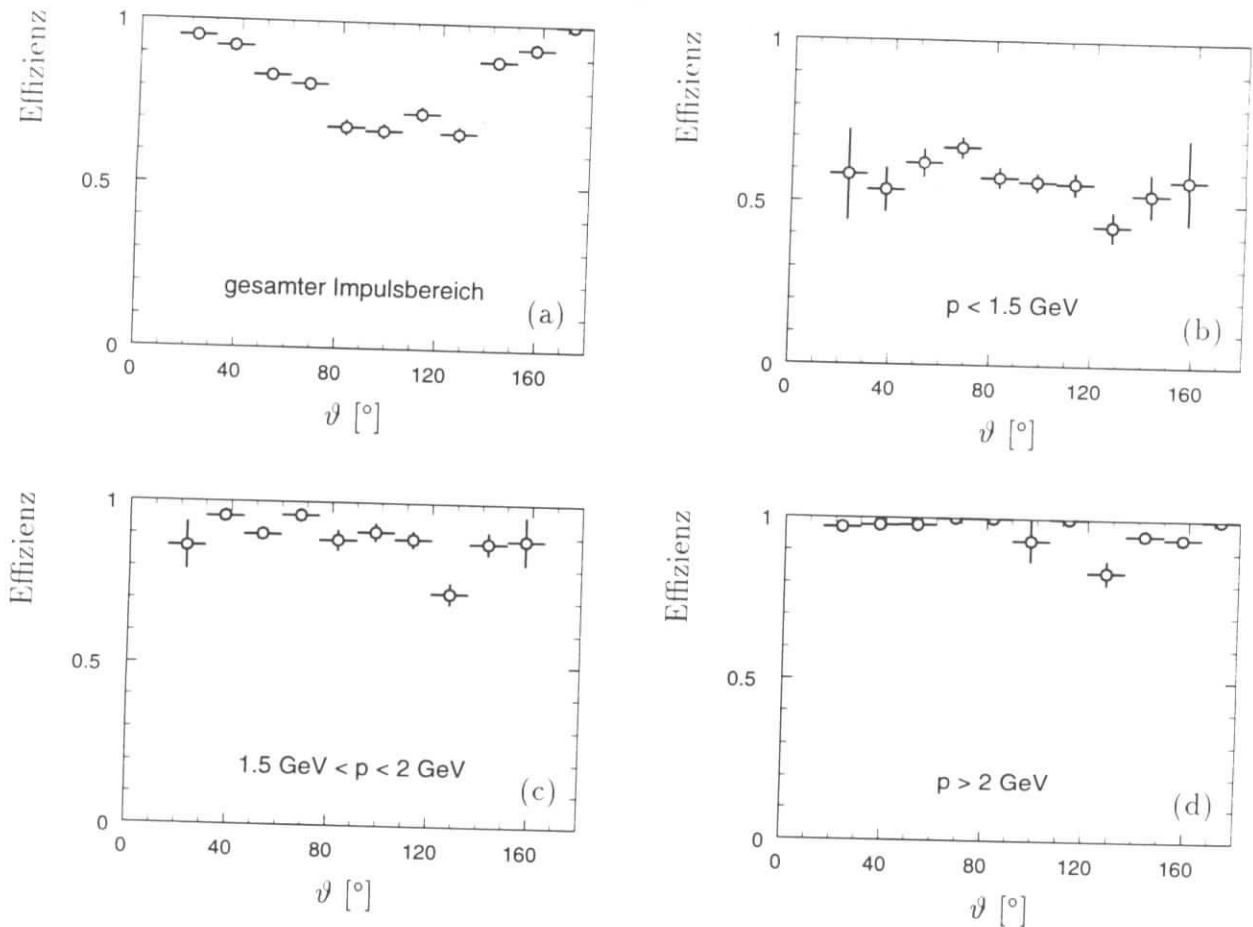 Effizienz
1
0.5
0
gesamter Impulsbereich
(a)
0 40 80 120 160
ϑ [°]
Effizienz
1
0.5
0
p < 1.5 GeV
(b)
0 40 80 120 160
ϑ [°]
Effizienz
1
0.5
0
1.5 GeV < p < 2 GeV
(c)
0 40 80 120 160
ϑ [°]
Effizienz
1
0.5
0
p > 2 GeV
(d)
0 40 80 120 160
ϑ [°]